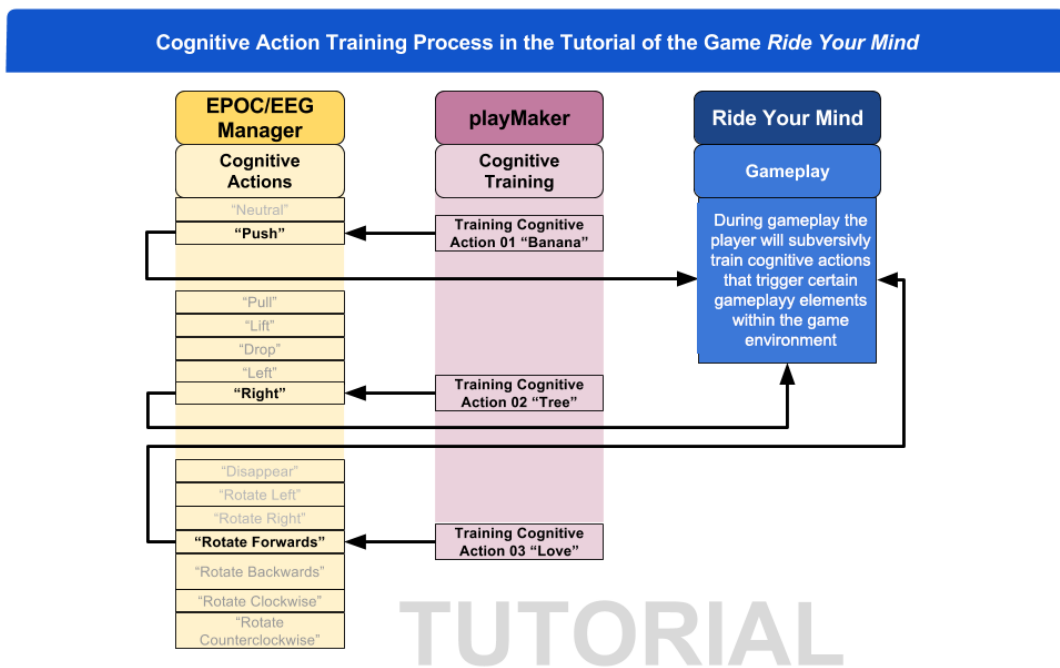 Cognitive Action Training Process in the Tutorial of the Game Ride Your Mind
EPOC/EEG
Manager
Cognitive
Actions
“Neutral”
“Push”
“Pull”
“Lift”
“Drop”
“Left”
“Right”
“Disappear”
“Rotate Left”
“Rotate Right”
“Rotate Forwards”
“Rotate Backwards”
“Rotate Clockwise”
“Rotate
Counterclockwise”
playMaker
Cognitive
Training
Training Cognitive
Action 01 “Banana”
Training Cognitive
Action 02 “Tree”
Training Cognitive
Action 03 “Love”
Ride Your Mind
Gameplay
During gameplay the
player will subversivly
train cognitive actions
that trigger certain
gameplayy elements
within the game
environment
TUTORIAL